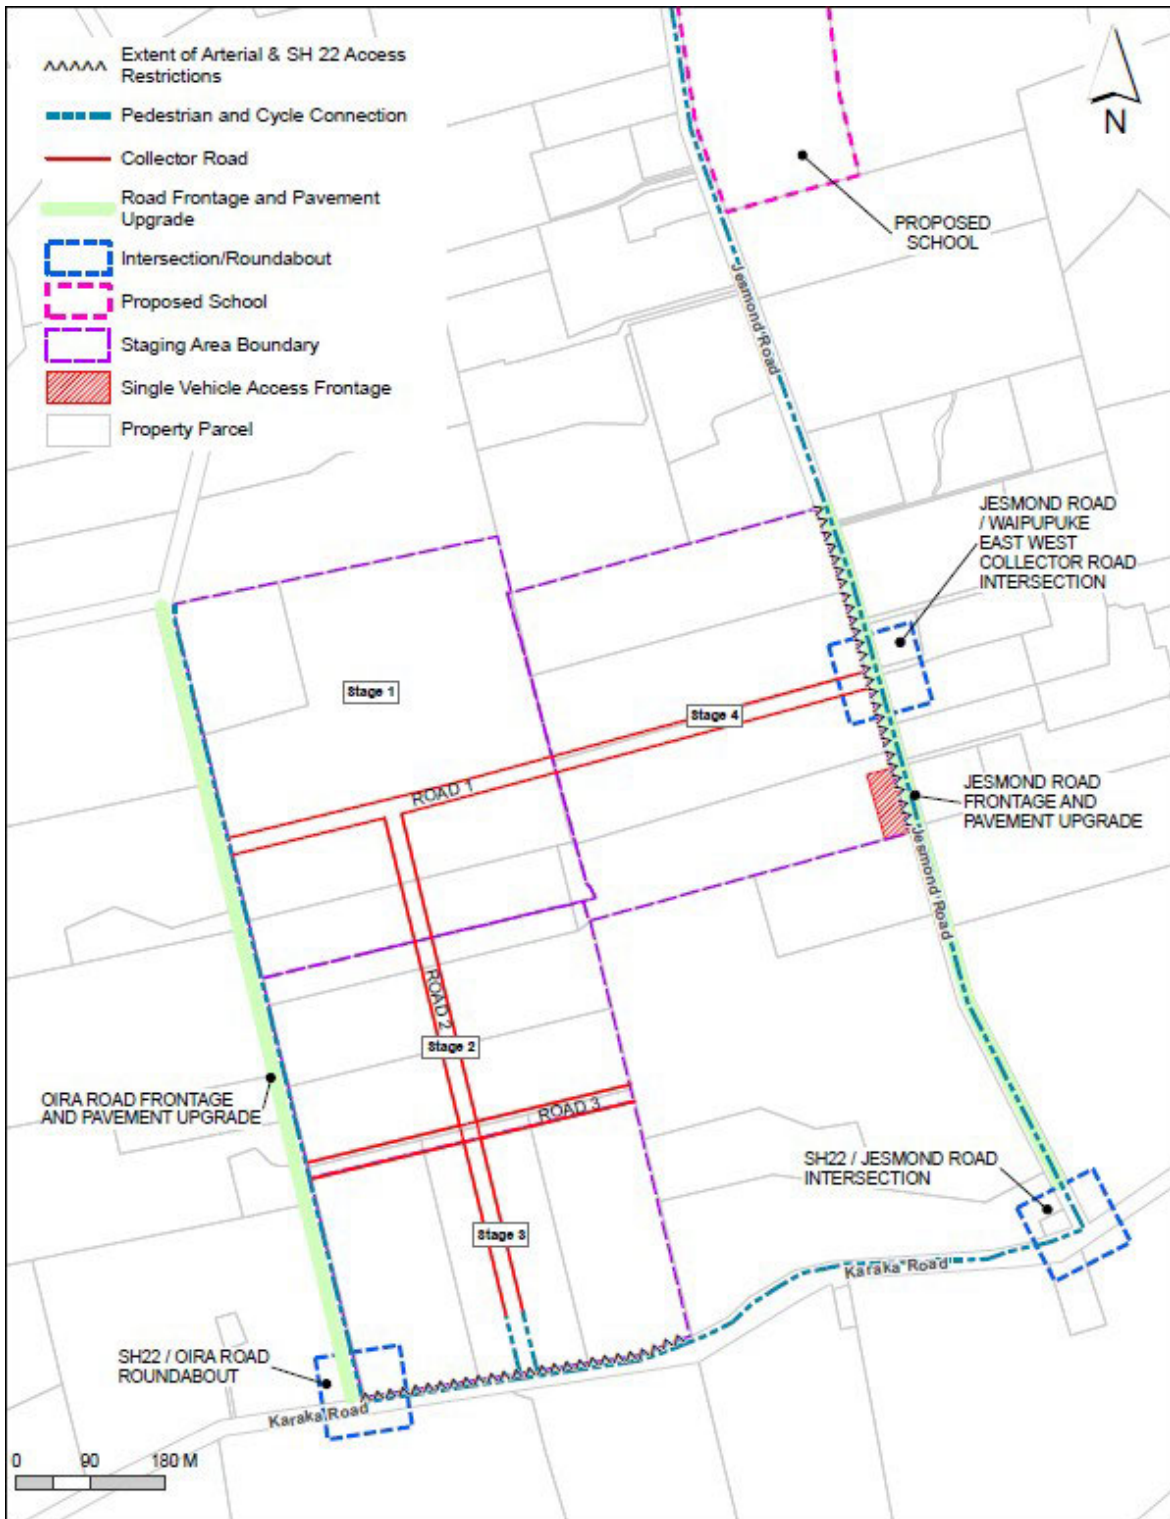 Extent of Arterial & SH 22 Access
Restrictions
Pedestrian and Cycle Connection
Collector Road
Road Frontage and Pavement
Upgrade
Intersection/Roundabout
Proposed School
Staging Area Boundary
Single Vehicle Access Frontage
Property Parcel
N
PROPOSED
SCHOOL
Jesmond Road
JESMOND ROAD
/ WAIPUPUKE
EAST WEST
COLLECTOR ROAD
INTERSECTION
Stage 1
Stage 4
ROAD 1
JESMOND ROAD
FRONTAGE AND
PAVEMENT UPGRADE
Jesmond Road
ROAD 2
Stage 2
OIRA ROAD FRONTAGE
AND PAVEMENT UPGRADE
ROAD 3
SH22 / JESMOND ROAD
INTERSECTION
Stage 3
Karaka Road
SH22 / OIRA ROAD
ROUNDABOUT
Karaka Road
0 90 180 M